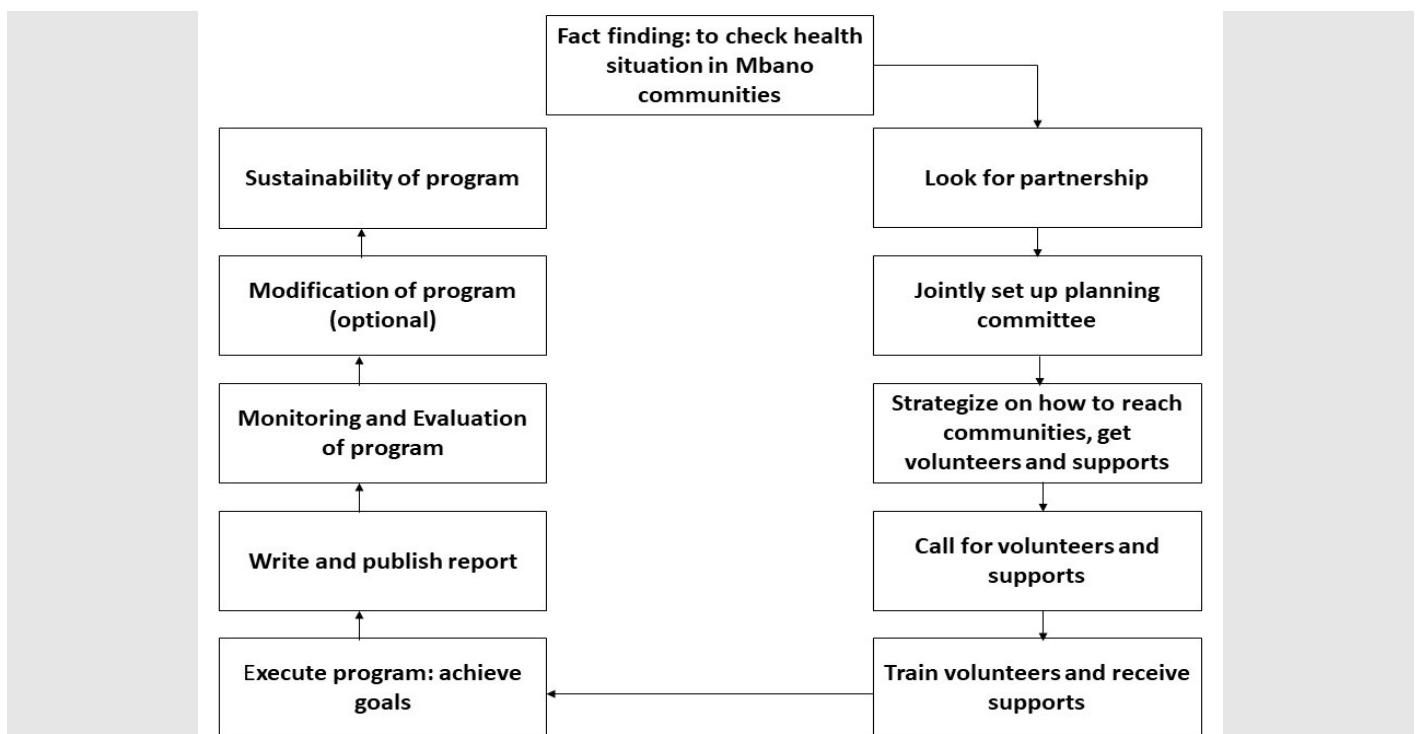 Fact finding: to check health
situation in Mbano
communities
Look for partnership
Jointly set up planning
committee
Strategize on how to reach
communities, get
volunteers and supports
Call for volunteers and
supports
Train volunteers and receive
supports
Execute program: achieve
goals
Write and publish report
Monitoring and Evaluation
of program
Modification of program
(optional)
Sustainability of program